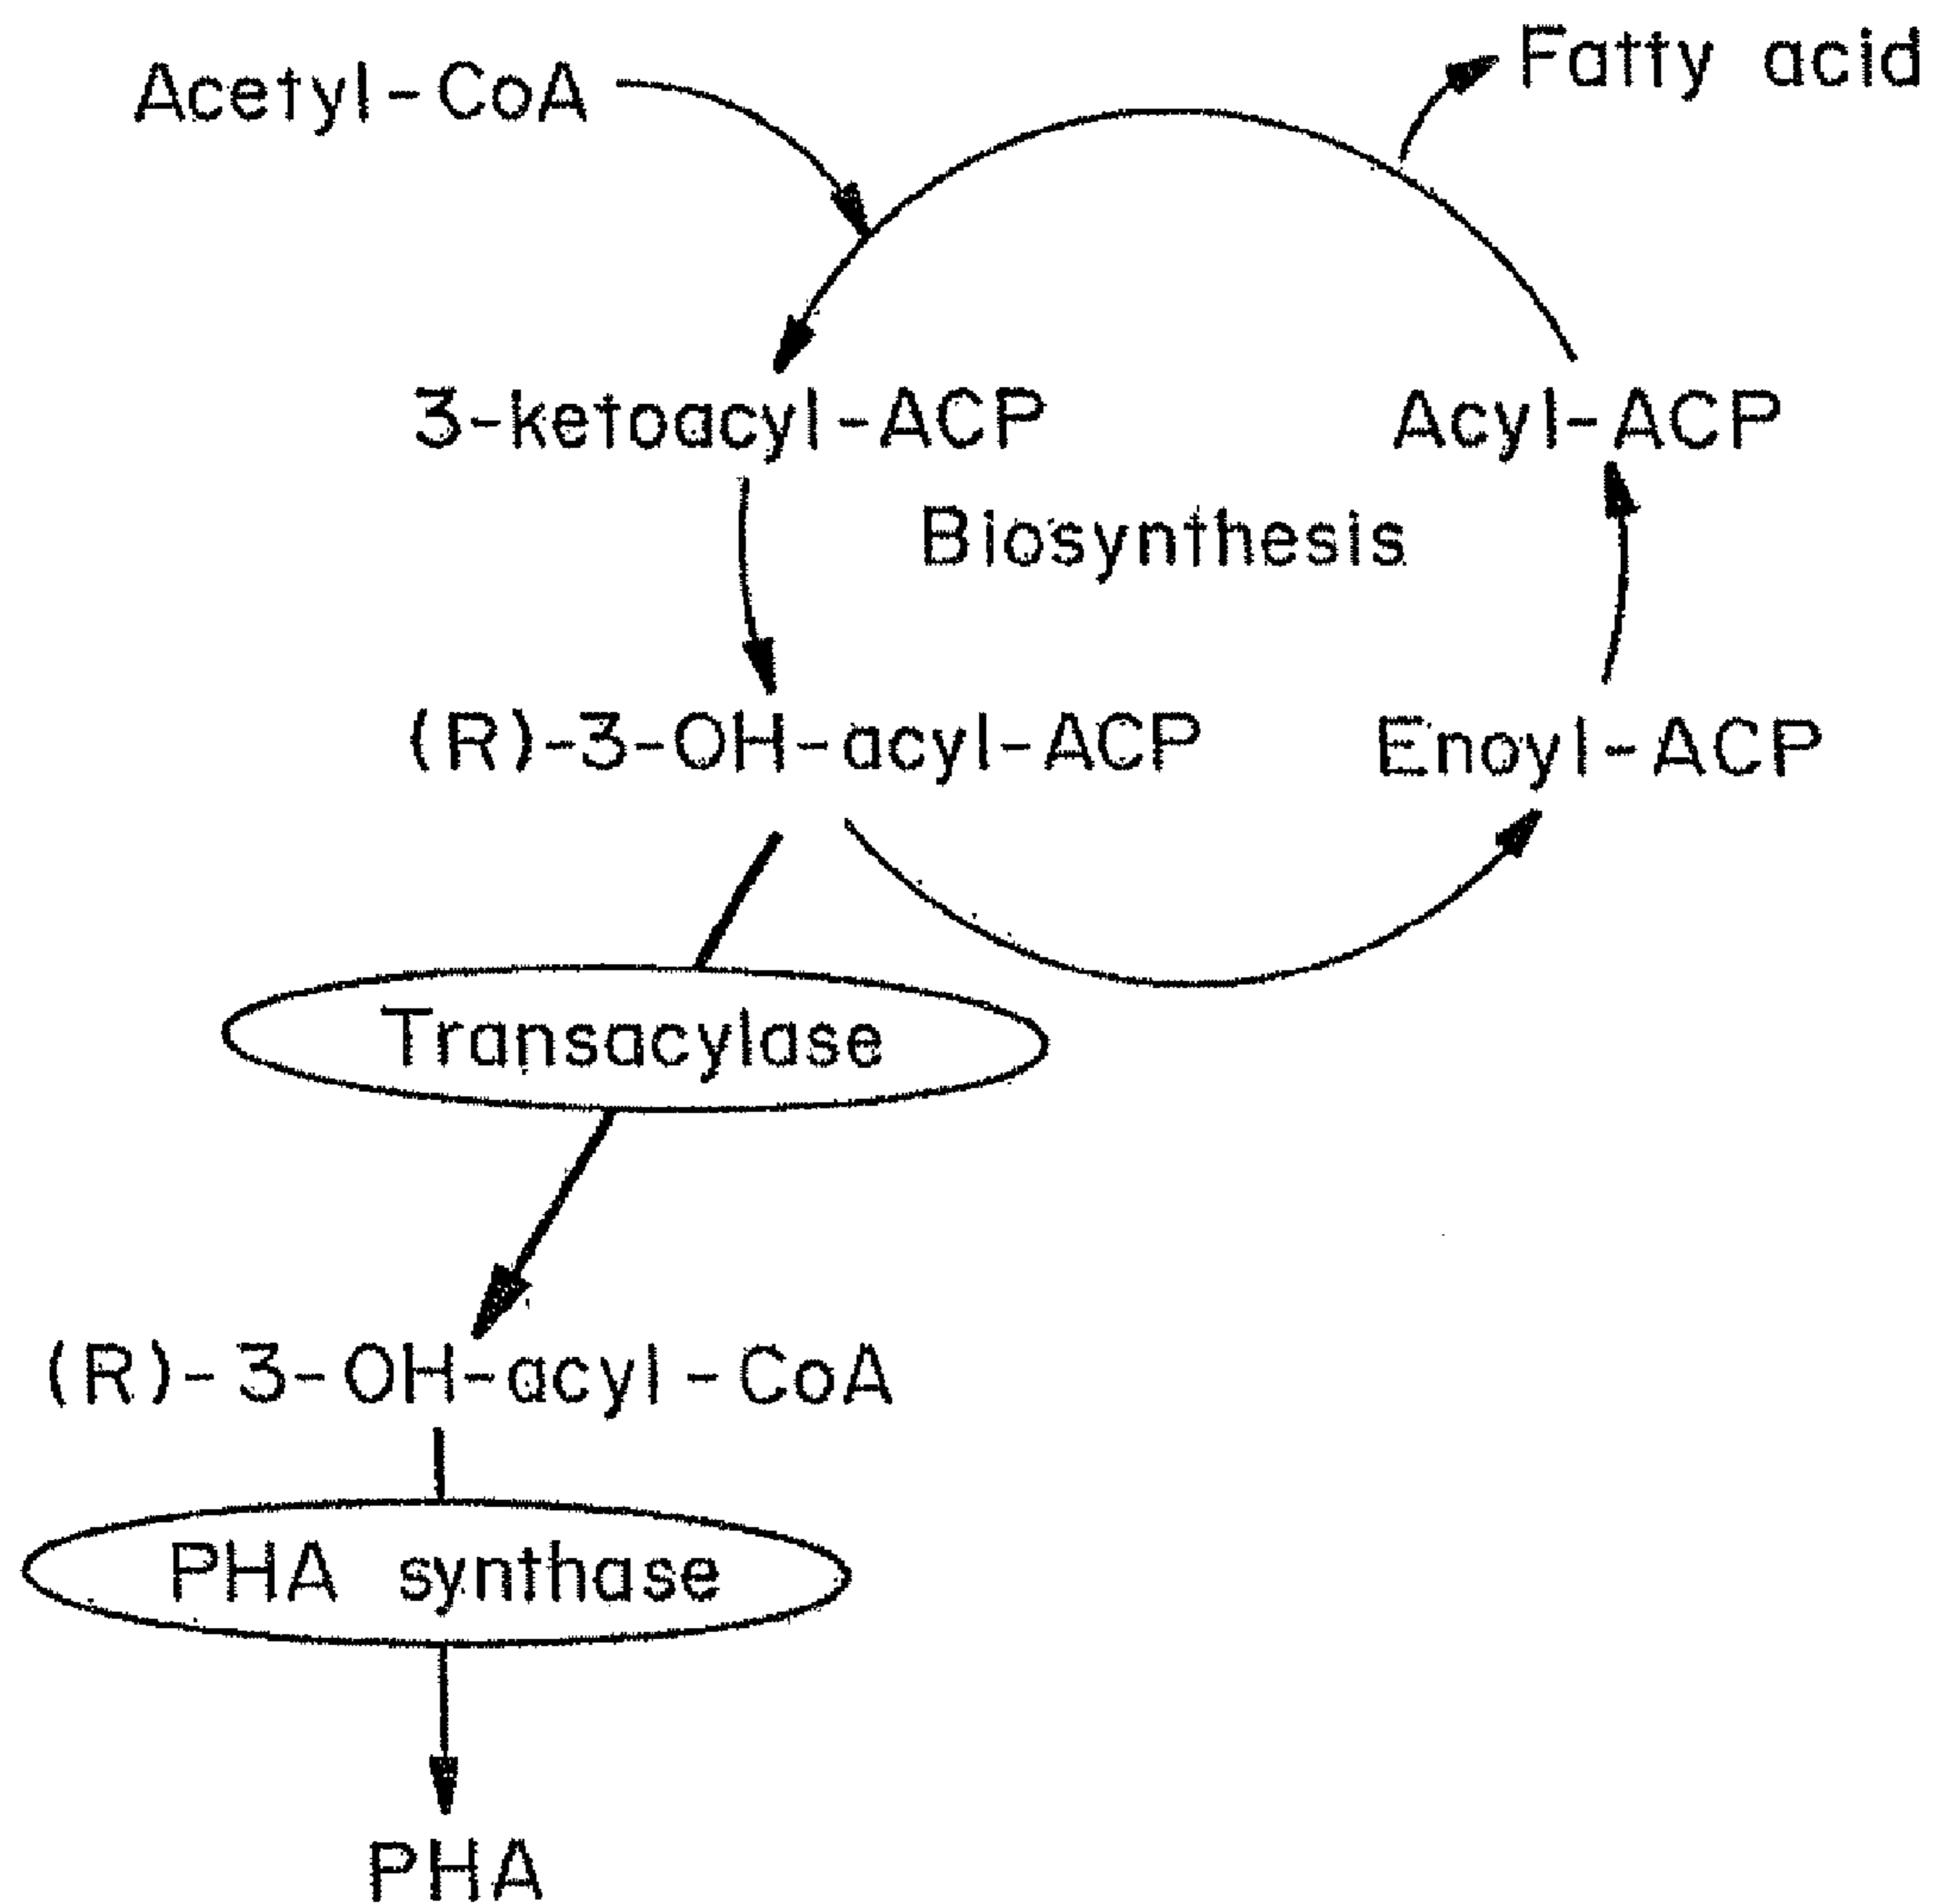 Fatty acid
Acetyl-CoA
3-ketoacyl-ACP
Acyl-ACP
Biosynthesis
(R)-3-OH-acyl-ACP
Enoyl-ACP
Transacylase
(R)-3-OH-acyl-CoA
PHA synthase
PHA